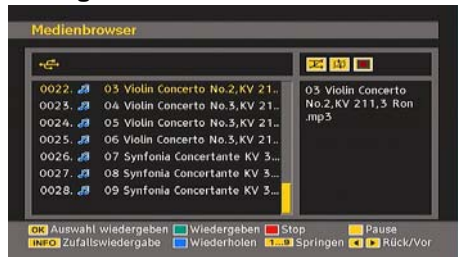 Medienbrowser
0022. 03 Violin Concerto No.2,KV 21..
0023. 04 Violin Concerto No.3,KV 21..
0024. 05 Violin Concerto No.3,KV 21..
0025. 06 Violin Concerto No.3,KV 21..
0026. 07 Synfonia Concertante KV 3...
0027. 08 Synfonia Concertante KV 3...
0028. 09 Synfonia Concertante KV 3...
03 Violin Concerto
No.2,KV 211,3 Ron
.mp3
OK Auswahl wiedergeben Wiedergeben Stop Pause
INFO Zufallswiedergabe Wiederholen 1...9 Springen Rück/Vor